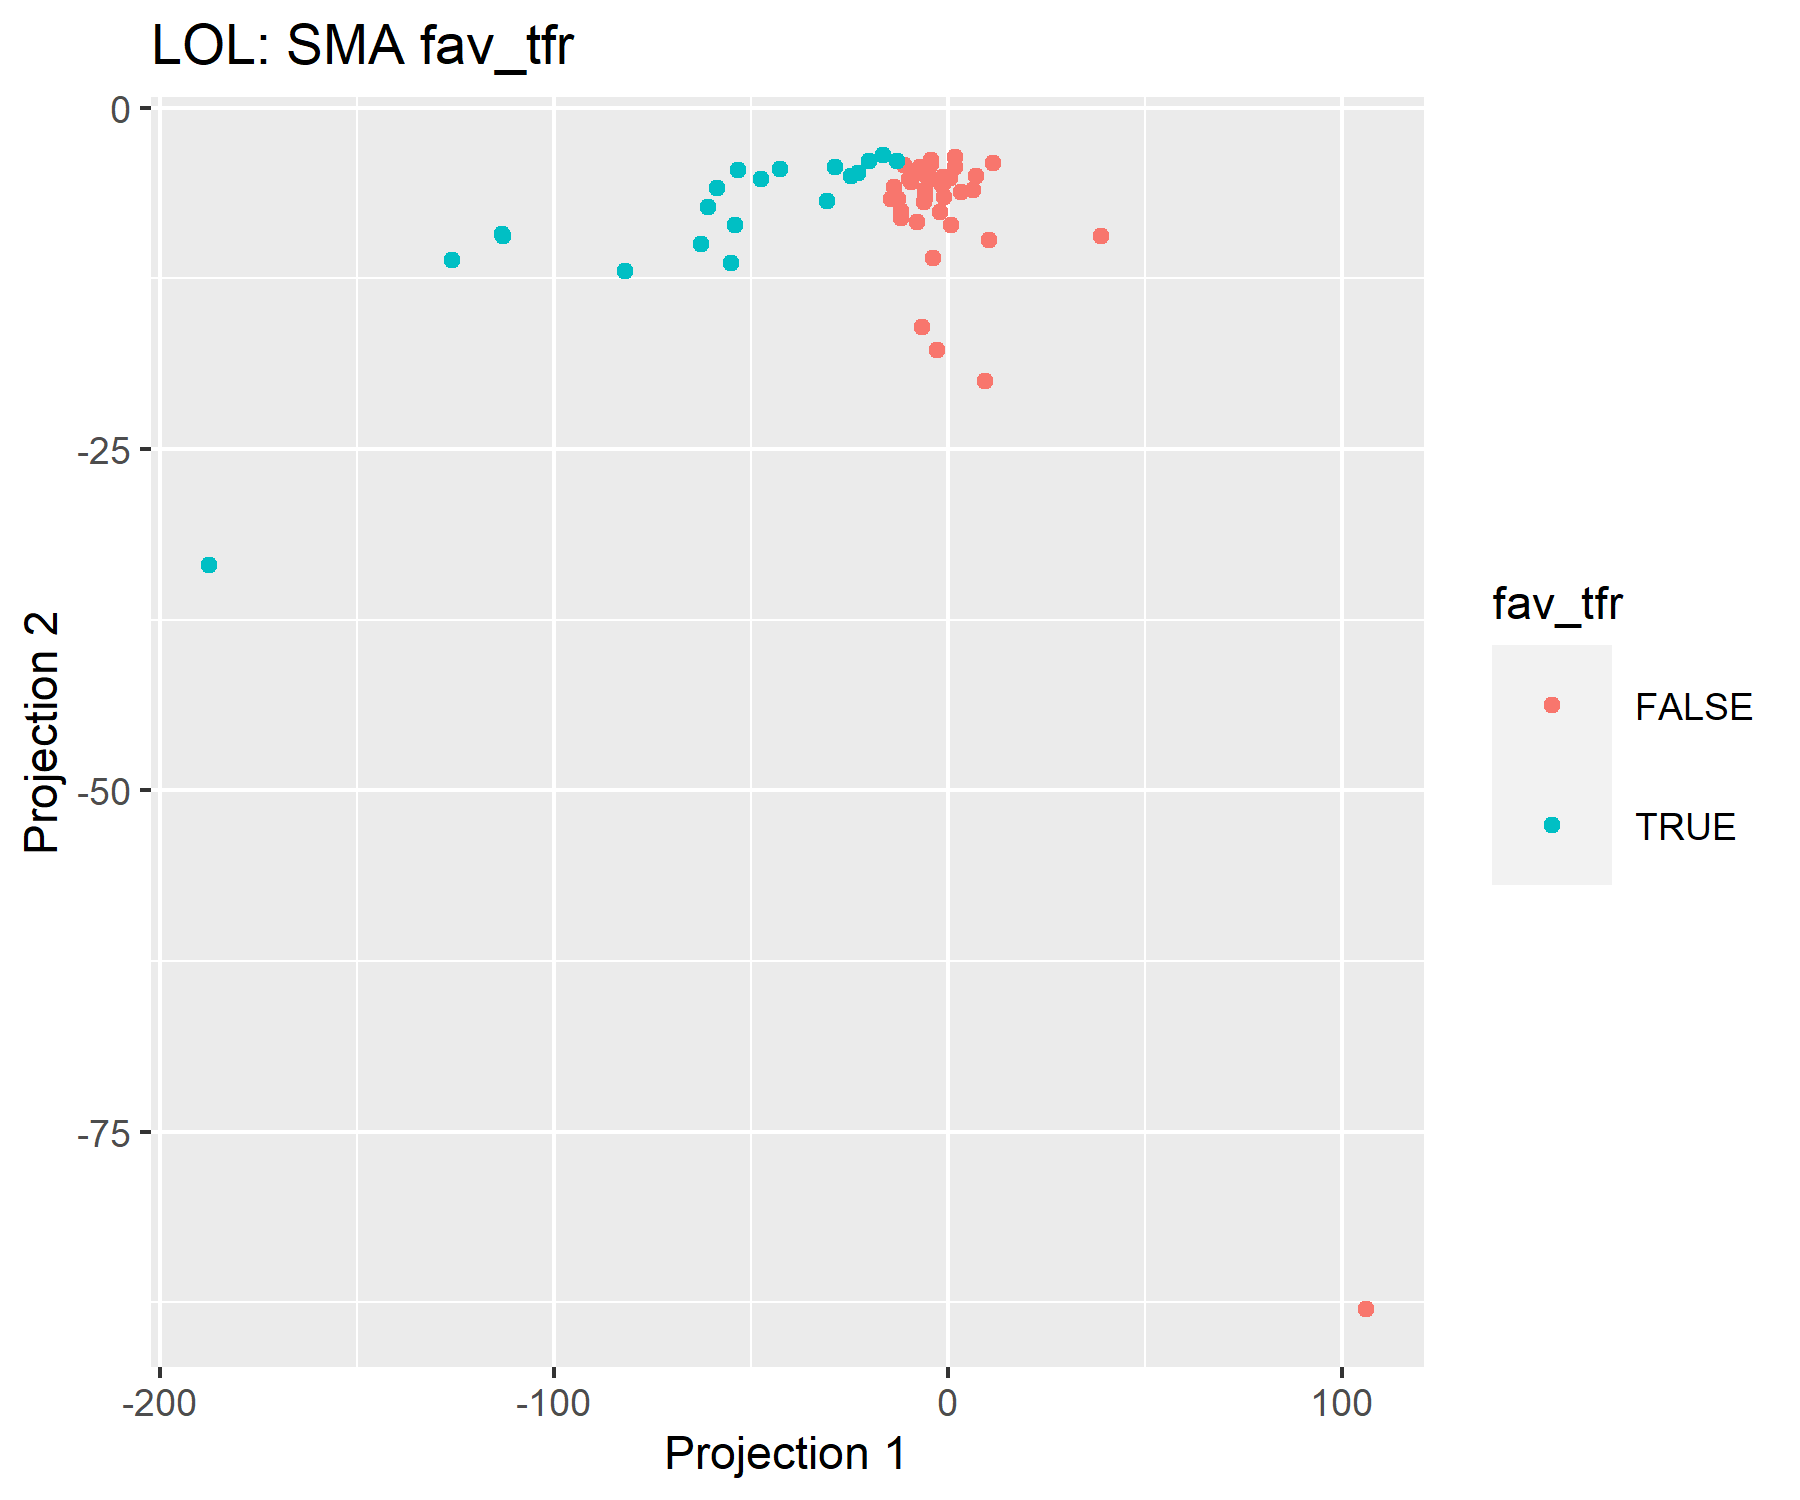 LOL: SMA fav_tfr
0
-25
-50
-75
Projection 2
-200
-100
0
100
Projection 1
fav_tfr
FALSE
TRUE